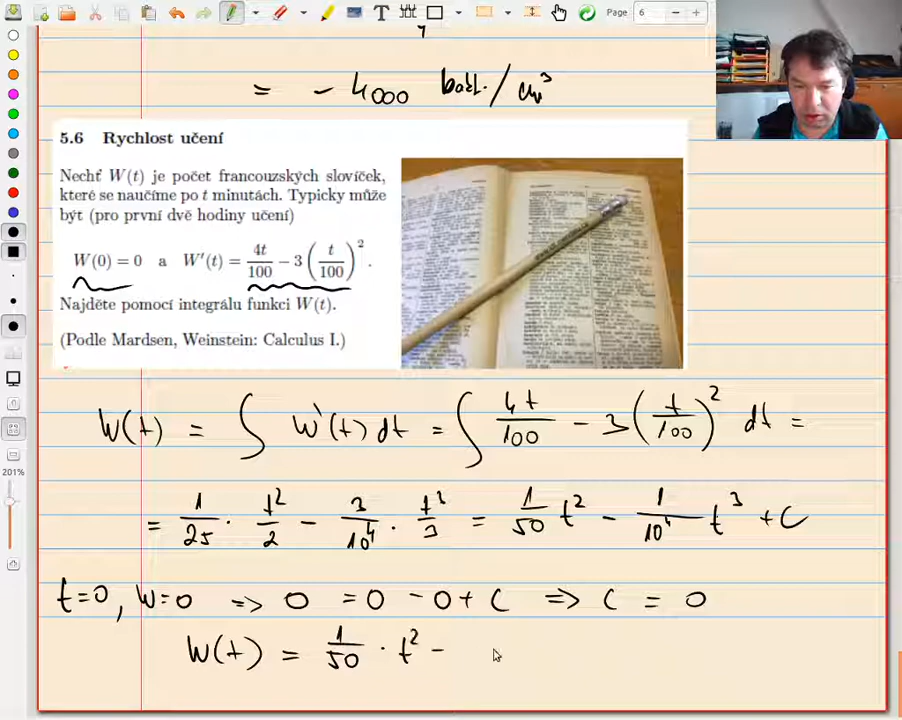 Page 6
201%
= - 4000 bakt./cm³
5.6 Rychlost učení
Nechť W(t) je počet francouzských slovíček,
které se naučíme po t minutách. Typicky může
být (pro první dvě hodiny učení)
W(0) = 0 a W'(t) = 4t/100 − 3 (t/100)².
Najděte pomocí integrálu funkci W(t).
(Podle Mardsen, Weinstein: Calculus I.)
W(t) = ∫ W'(t) dt = ∫ 4t/100 − 3 (t/100)² dt =
= 1/25 · t²/2 − 3/10⁴ · t³/3 = 1/50 t² − 1/10⁴ t³ + C
t=0, W=0 => 0 = 0 − 0 + C => C = 0
W(t) = 1/50 · t² −